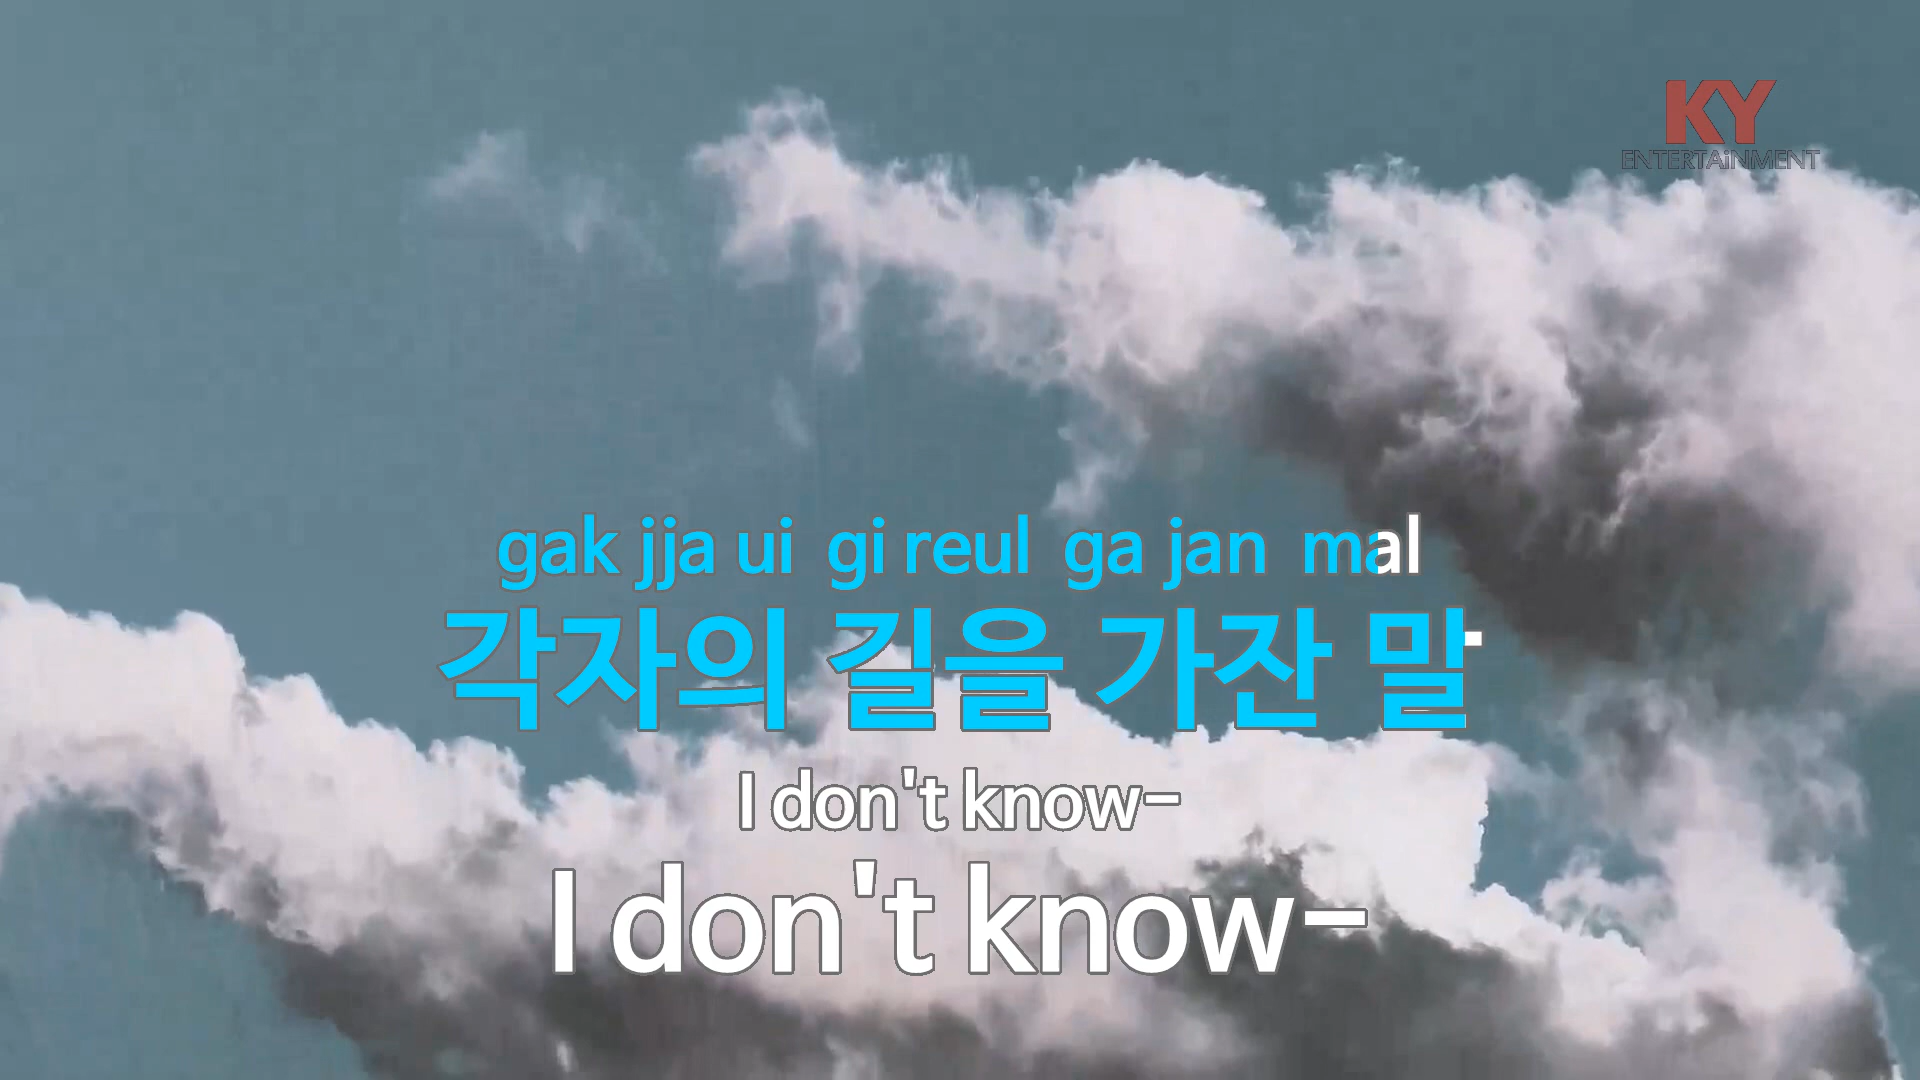 KY
ENTERTAiNMENT
gak jja ui gi reul ga jan mal
각자의 길을 가잔 말
I don't know-
I don't know-